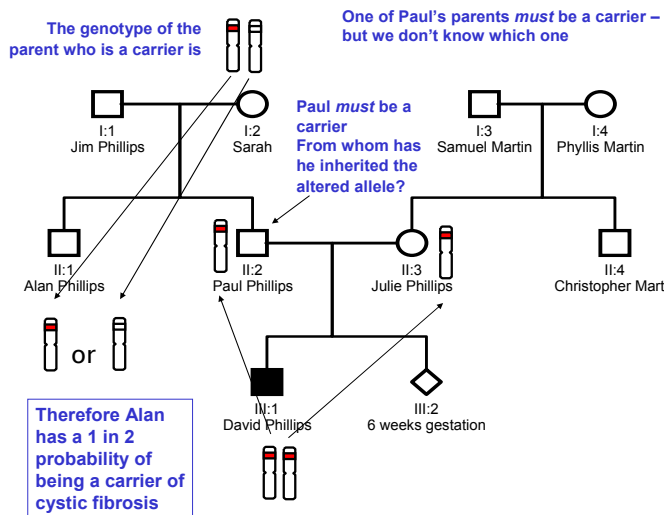 The genotype of the
parent who is a carrier is
One of Paul's parents must be a carrier –
but we don't know which one
I:1
Jim Phillips
I:2
Sarah
Paul must be a
carrier
From whom has
he inherited the
altered allele?
I:3
Samuel Martin
I:4
Phyllis Martin
II:1
Alan Phillips
II:2
Paul Phillips
II:3
Julie Phillips
II:4
Christopher Mart
or
Therefore Alan
has a 1 in 2
probability of
being a carrier of
cystic fibrosis
III:1
David Phillips
III:2
6 weeks gestation